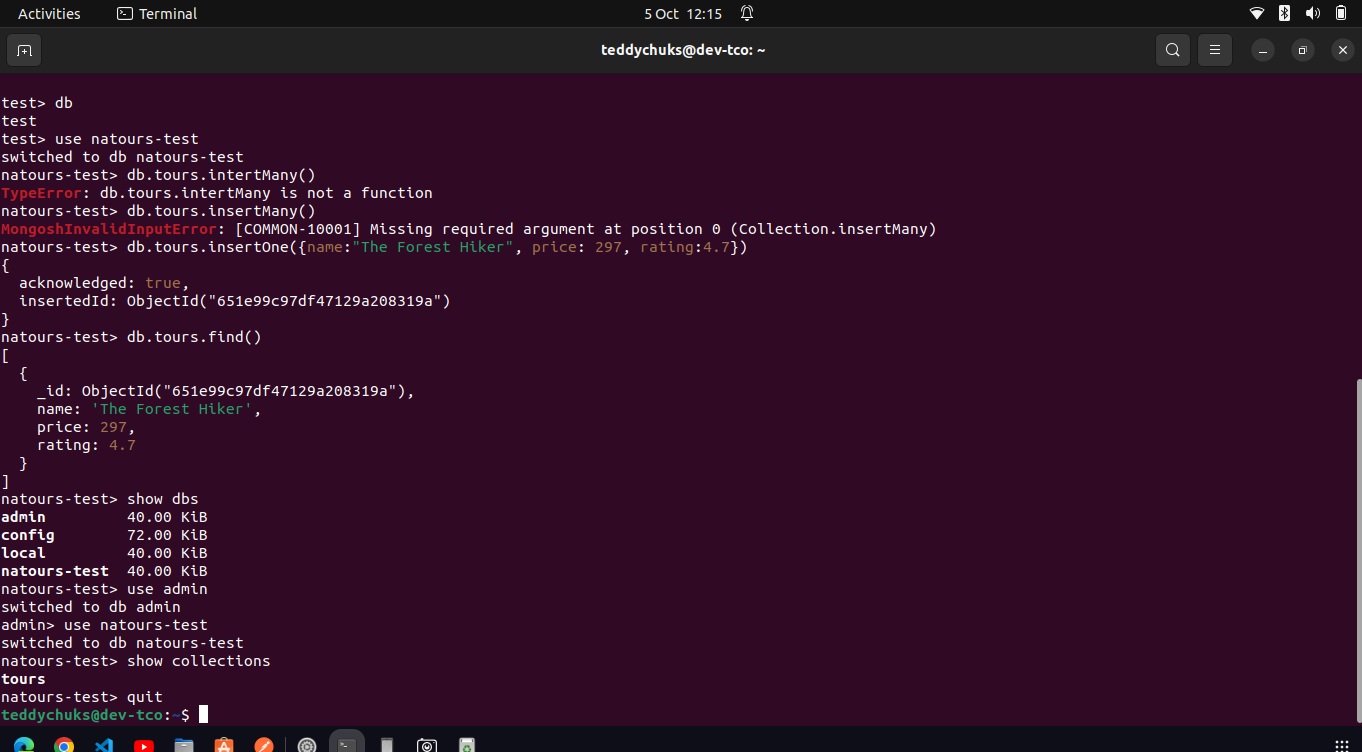 Activities Terminal 5 Oct 12:15
teddychuks@dev-tco: ~
test> db
test
test> use natours-test
switched to db natours-test
natours-test> db.tours.intertMany()
TypeError: db.tours.intertMany is not a function
natours-test> db.tours.insertMany()
MongoshInvalidInputError: [COMMON-10001] Missing required argument at position 0 (Collection.insertMany)
natours-test> db.tours.insertOne({name:"The Forest Hiker", price: 297, rating:4.7})
{
  acknowledged: true,
  insertedId: ObjectId("651e99c97df47129a208319a")
}
natours-test> db.tours.find()
[
  {
    _id: ObjectId("651e99c97df47129a208319a"),
    name: 'The Forest Hiker',
    price: 297,
    rating: 4.7
  }
]
natours-test> show dbs
admin         40.00 KiB
config        72.00 KiB
local         40.00 KiB
natours-test  40.00 KiB
natours-test> use admin
switched to db admin
admin> use natours-test
switched to db natours-test
natours-test> show collections
tours
natours-test> quit
teddychuks@dev-tco:~$